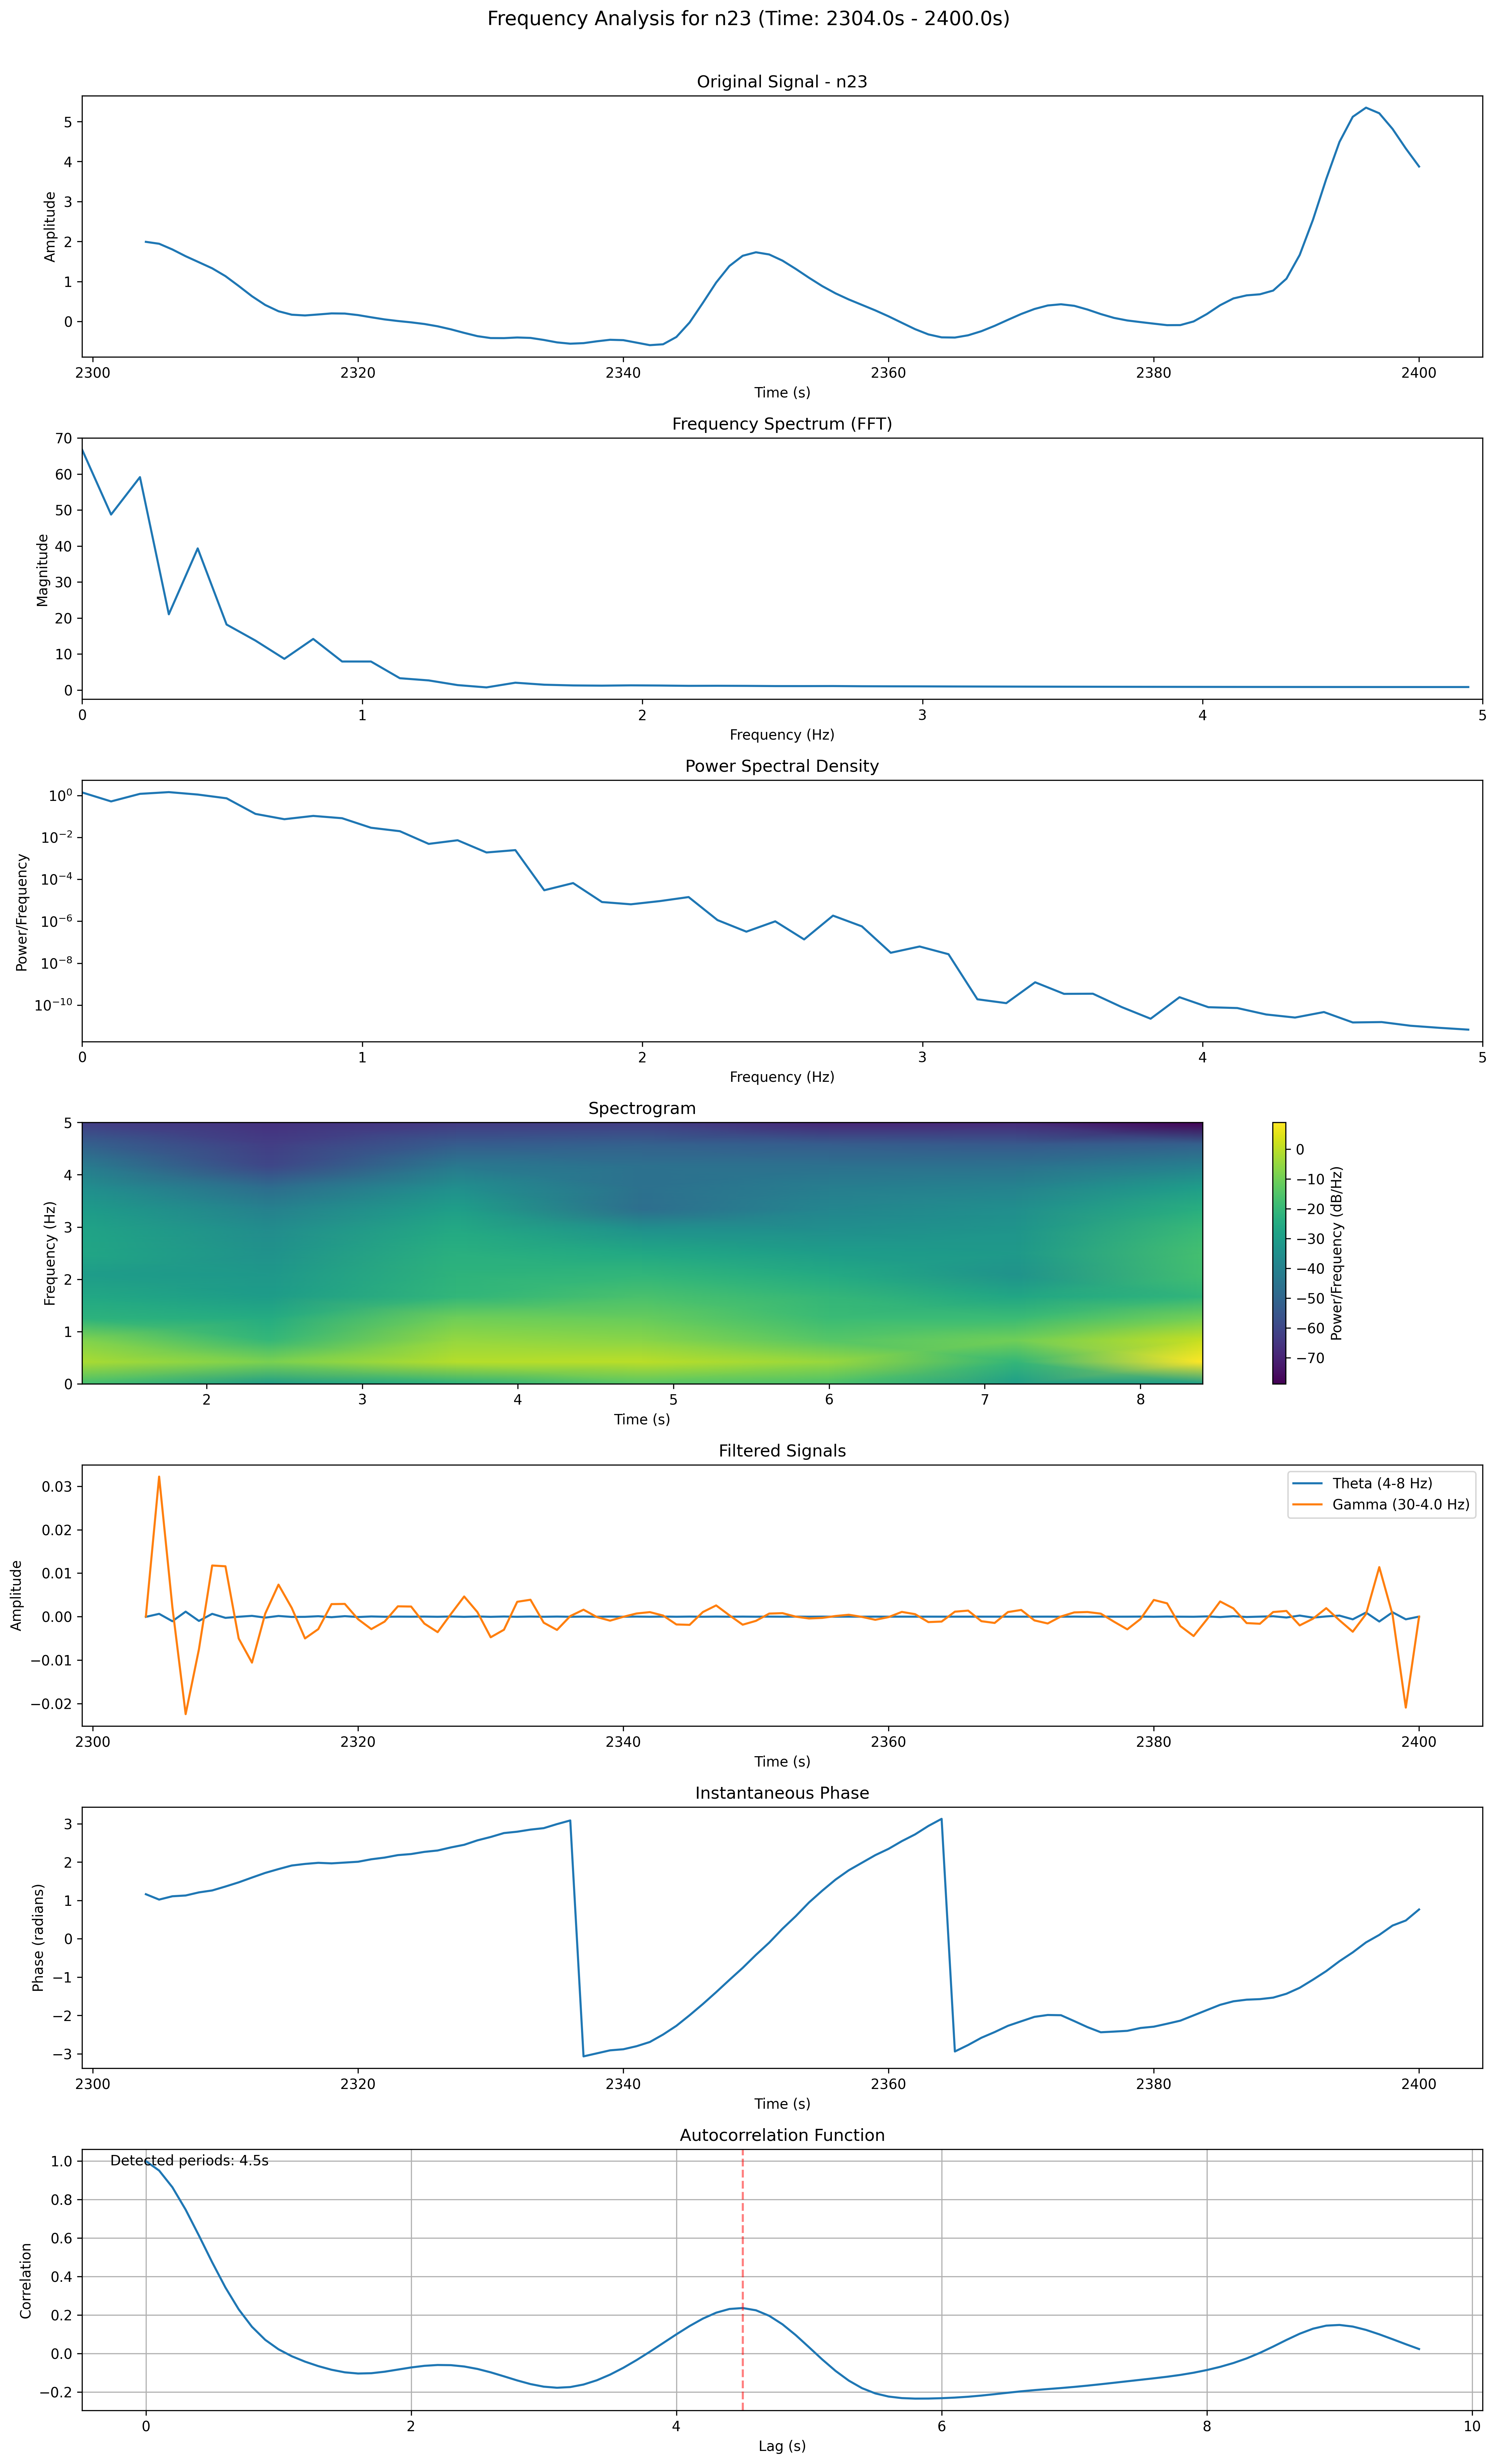 Frequency Analysis for n23 (Time: 2304.0s - 2400.0s)
Original Signal - n23
Amplitude
5
4
3
2
1
0
2300 2320 2340 2360 2380 2400
Time (s)
Frequency Spectrum (FFT)
Magnitude
70
60
50
40
30
20
10
0
0 1 2 3 4 5
Frequency (Hz)
Power Spectral Density
Power/Frequency
10⁰
10⁻²
10⁻⁴
10⁻⁶
10⁻⁸
10⁻¹⁰
0 1 2 3 4 5
Frequency (Hz)
Spectrogram
Frequency (Hz)
5
4
3
2
1
0
2 3 4 5 6 7 8
Time (s)
0
−10
−20
−30
−40
−50
−60
−70
Power/Frequency (dB/Hz)
Filtered Signals
Amplitude
0.03
0.02
0.01
0.00
−0.01
−0.02
Theta (4-8 Hz)
Gamma (30-4.0 Hz)
2300 2320 2340 2360 2380 2400
Time (s)
Instantaneous Phase
Phase (radians)
3
2
1
0
−1
−2
−3
2300 2320 2340 2360 2380 2400
Time (s)
Autocorrelation Function
Detected periods: 4.5s
Correlation
1.0
0.8
0.6
0.4
0.2
0.0
−0.2
0 2 4 6 8 10
Lag (s)